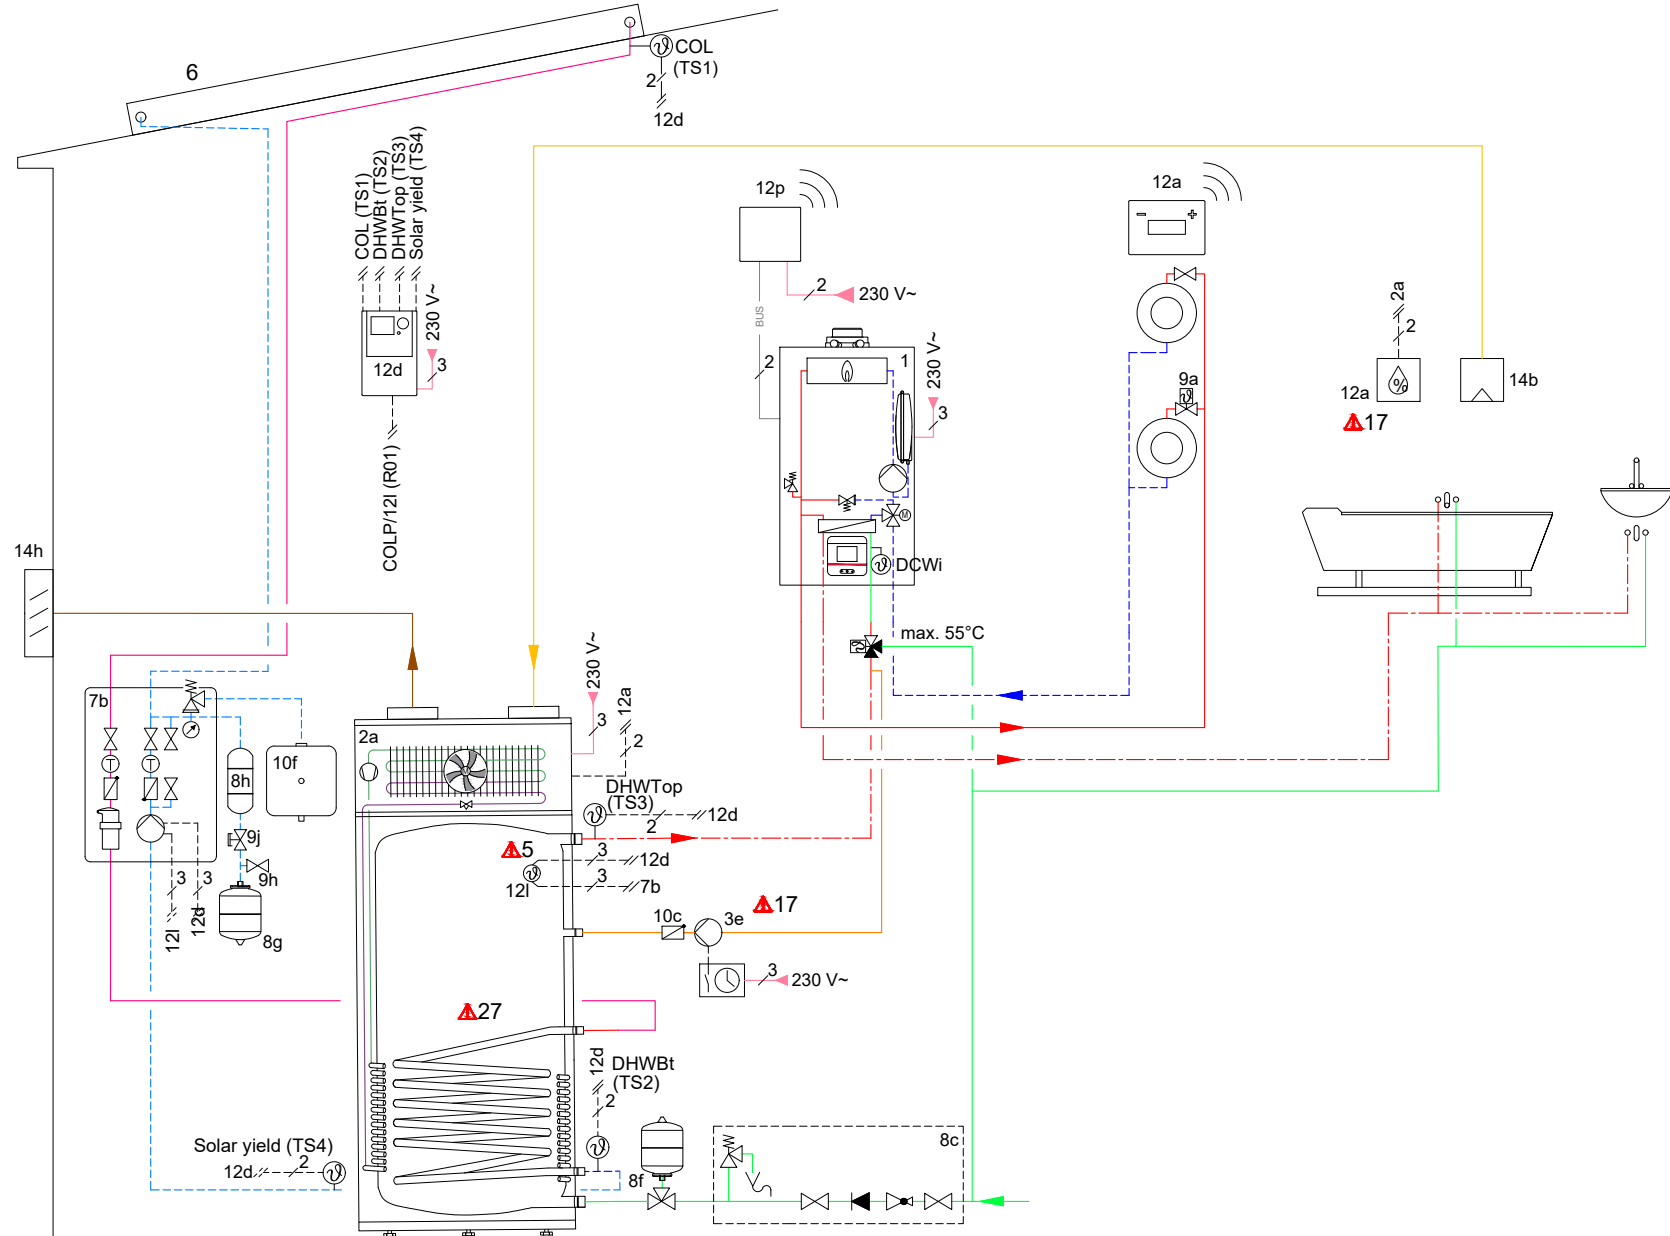 6
COL
(TS1)
2
12d
COL (TS1)
DHWBt (TS2)
DHWTop (TS3)
Solar yield (TS4)
230 V~
3
12d
COLP/12l (R01)
12p
2
230 V~
BUS
2
1
230 V~
3
M
DCWi
max. 55°C
12a
− +
9a
2a
2
%
12a
17
14b
14h
7b
T
T
8h
10f
9j
9h
8g
3
3
12l
12d
2a
M
230 V~
3
12a
2
DHWTop
(TS3)
12d
2
5
3
12d
12l
3
7b
10c
3e
17
3
230 V~
27
12d
DHWBt
(TS2)
2
Solar yield (TS4)
12d
2
8f
8c